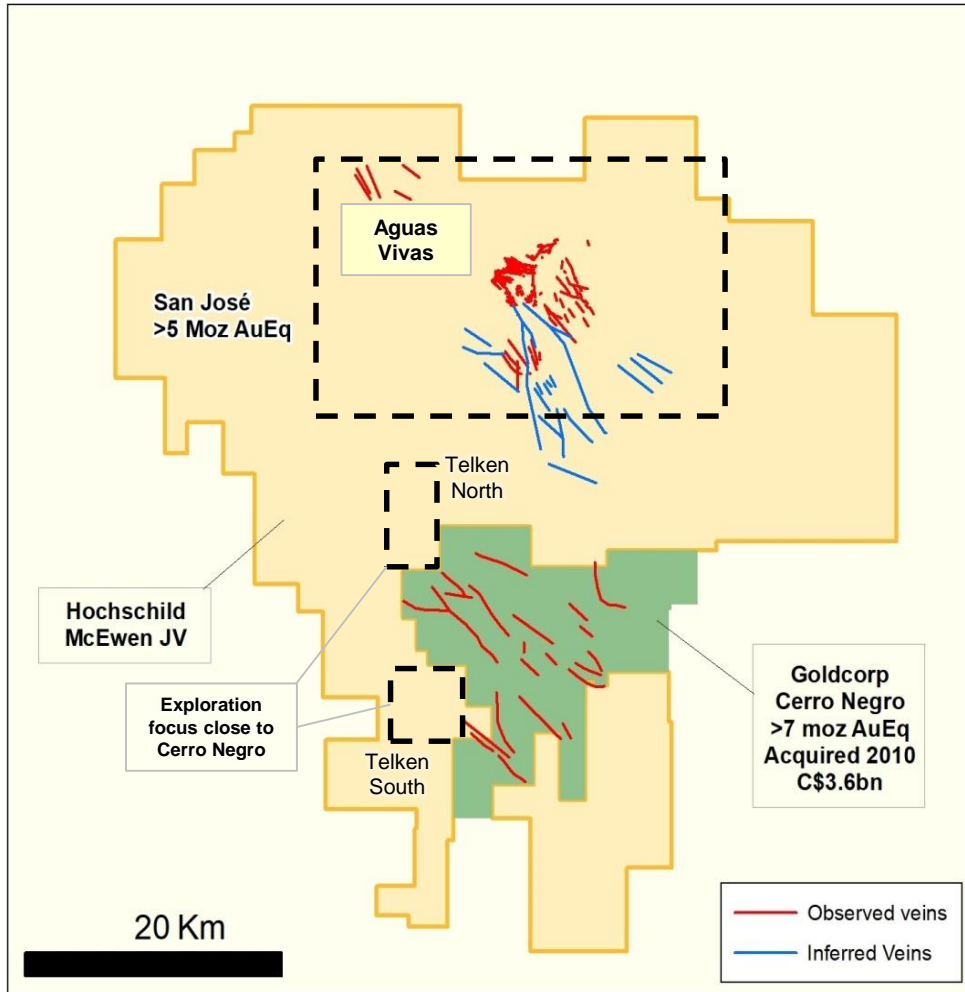 Aguas
Vivas
San José
>5 Moz AuEq
Telken
North
Hochschild
McEwen JV
Exploration
focus close to
Cerro Negro
Goldcorp
Cerro Negro
>7 moz AuEq
Acquired 2010
C$3.6bn
Telken
South
20 Km
Observed veins
Inferred Veins